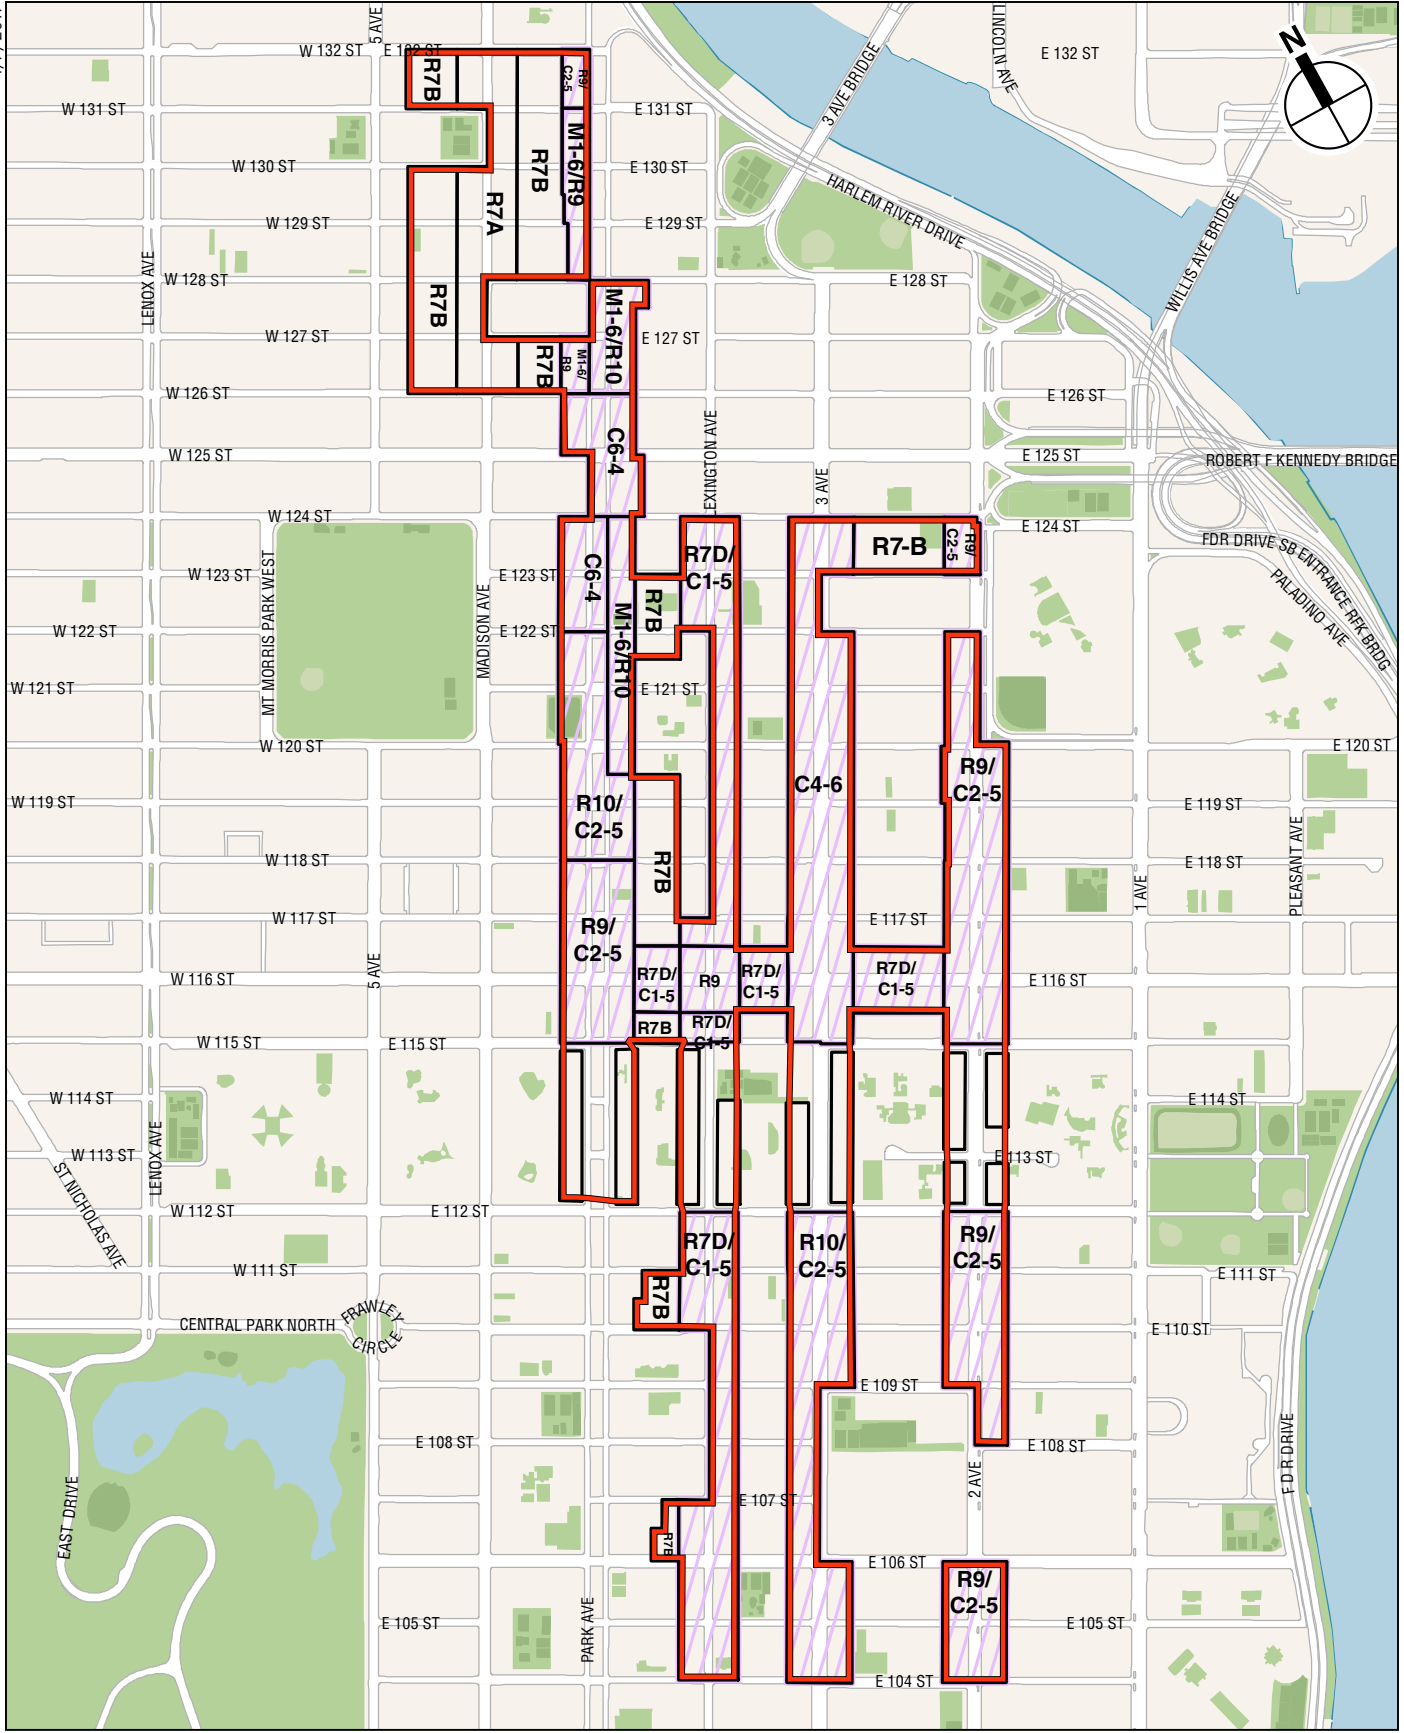 5 AVE
LINCOLN AVE
N
W 132 ST
E 132 ST
E 132 ST
3 AVE BRIDGE
R7B
R9/
C2-5
W 131 ST
E 131 ST
M1-6/R9
R7B
W 130 ST
E 130 ST
HARLEM RIVER DRIVE
R7A
W 129 ST
E 129 ST
WILLIS AVE BRIDGE
LENOX AVE
W 128 ST
E 128 ST
R7B
M1-6/R10
W 127 ST
E 127 ST
R7B
M1-6/
R9
W 126 ST
E 126 ST
C6-4
LEXINGTON AVE
W 125 ST
E 125 ST
ROBERT F KENNEDY BRIDGE
3 AVE
W 124 ST
E 124 ST
R7-B
R9/
C2-5
FDR DRIVE SB ENTRANCE RFK BRDG
R7D/
C1-5
C6-4
W 123 ST
E 123 ST
MT MORRIS PARK WEST
MADISON AVE
R7B
PALADINO AVE
W 122 ST
E 122 ST
M1-6/R10
W 121 ST
E 121 ST
W 120 ST
E 120 ST
R9/
C2-5
C4-6
W 119 ST
E 119 ST
R10/
C2-5
PLEASANT AVE
W 118 ST
E 118 ST
R7B
1 AVE
W 117 ST
E 117 ST
R9/
C2-5
5 AVE
W 116 ST
E 116 ST
R7D/
C1-5
R9
R7D/
C1-5
R7D/
C1-5
R7B
R7D/
C1-5
W 115 ST
E 115 ST
W 114 ST
E 114 ST
LENOX AVE
W 113 ST
E 113 ST
ST NICHOLAS AVE
W 112 ST
E 112 ST
R7D/
C1-5
R10/
C2-5
R9/
C2-5
W 111 ST
E 111 ST
R7B
FRAWLEY
CIRCLE
CENTRAL PARK NORTH
E 110 ST
E 109 ST
E 108 ST
E 108 ST
F D R DRIVE
2 AVE
E 107 ST
EAST DRIVE
R7B
E 106 ST
R9/
C2-5
PARK AVE
E 105 ST
E 105 ST
E 104 ST